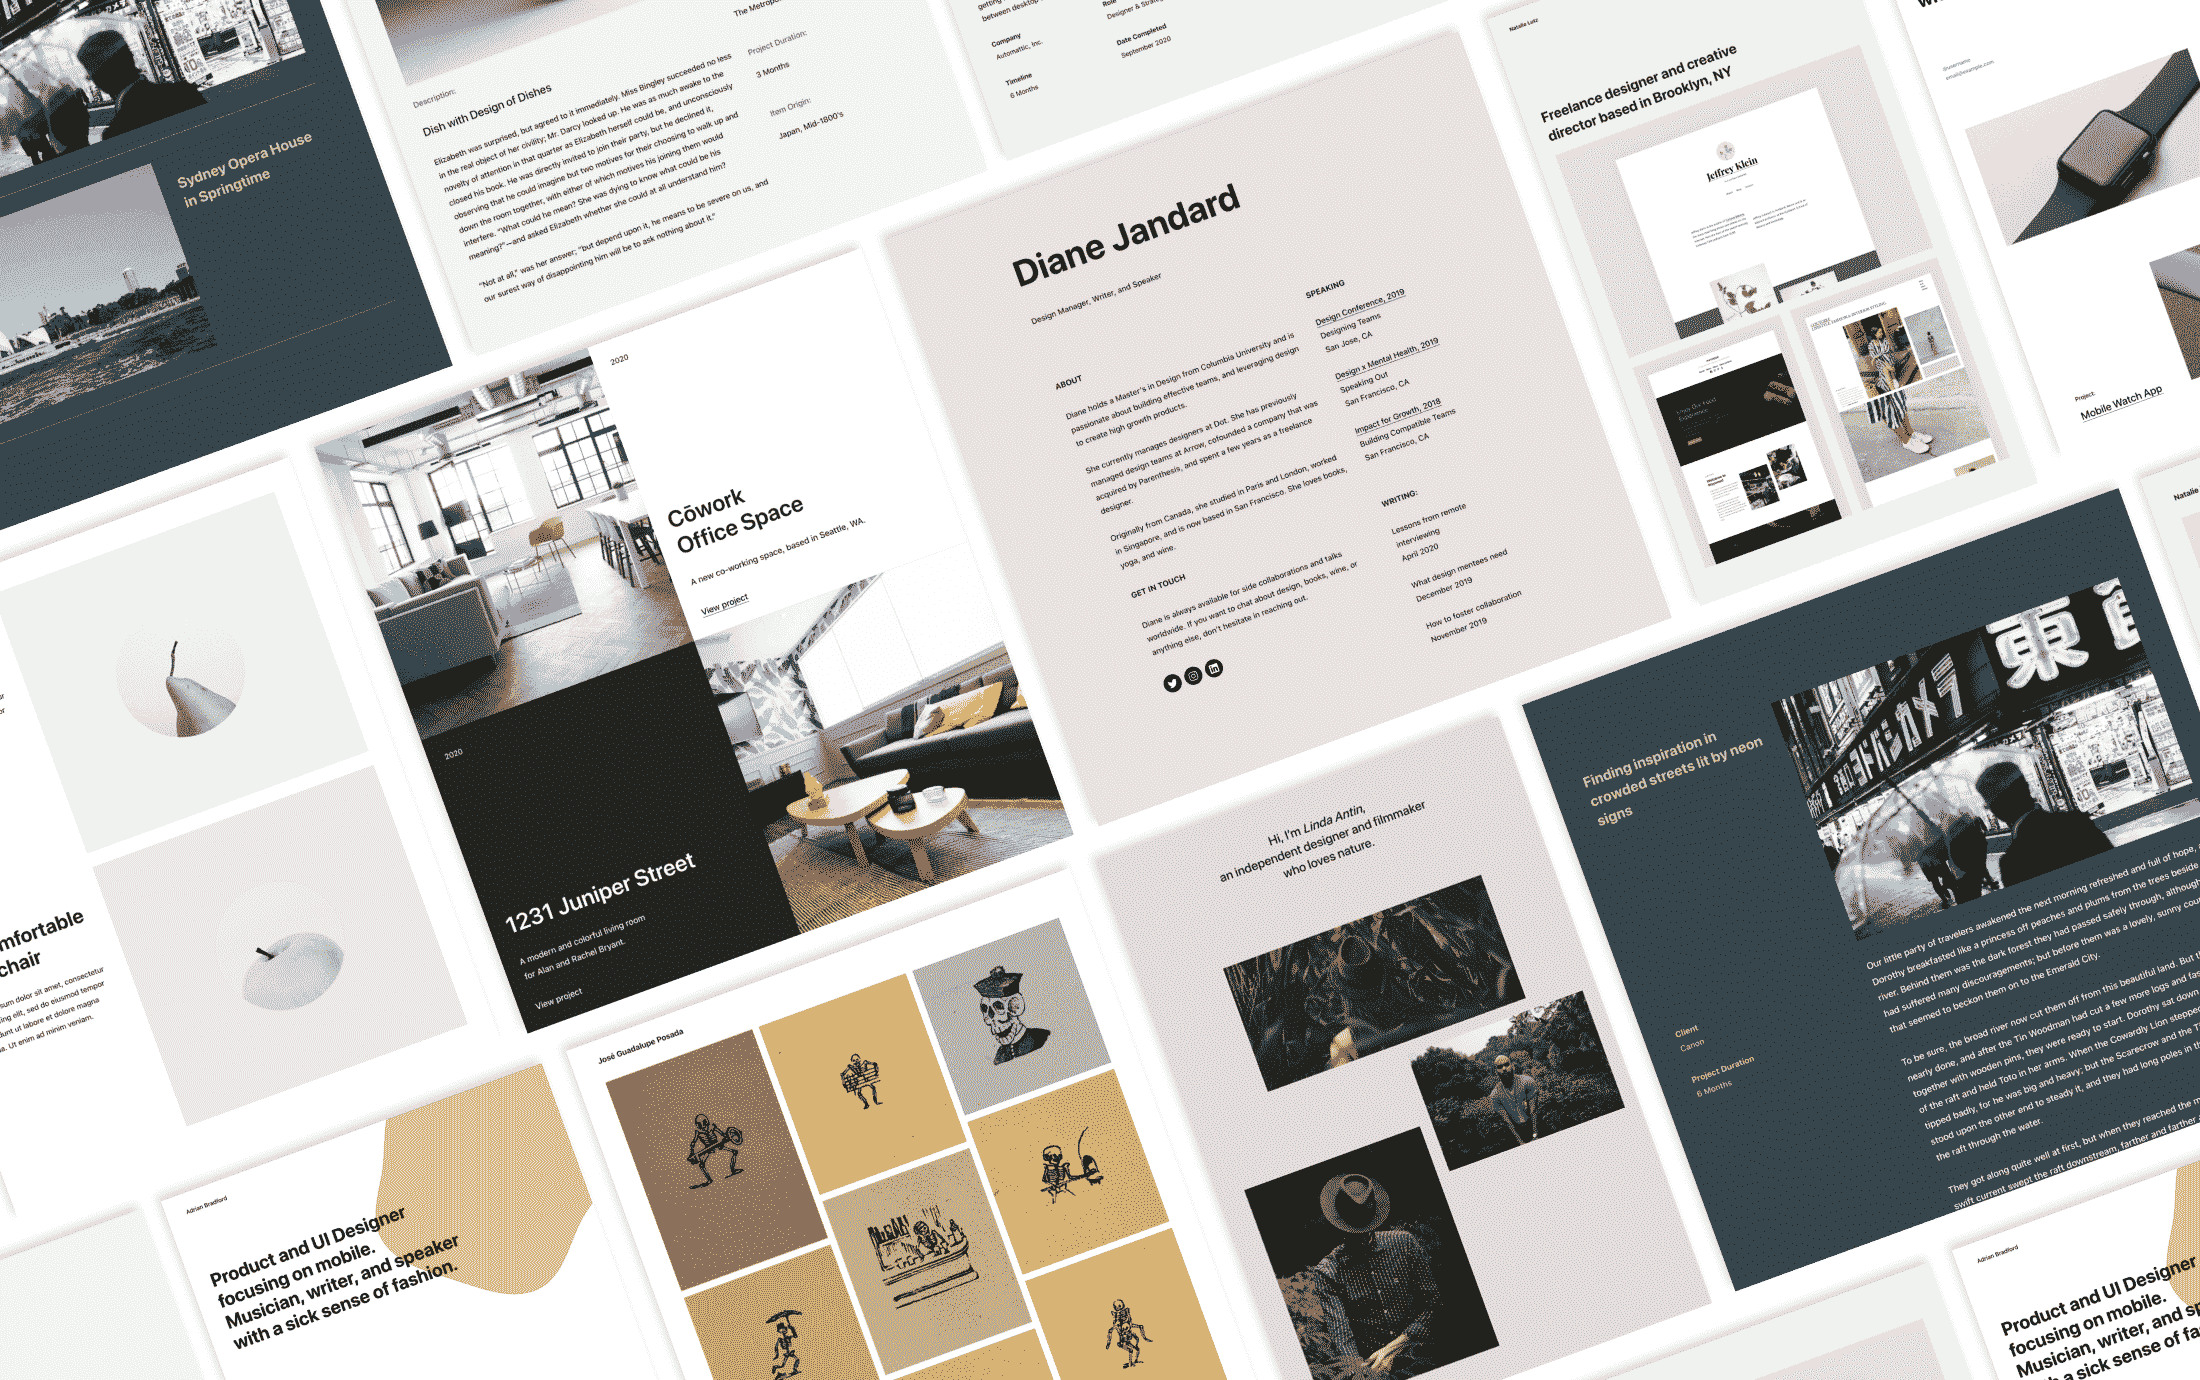 Sydney Opera House
in Springtime
Description:
Dish with Design of Dishes
Elizabeth was surprised, but agreed to it immediately. Miss Bingley succeeded no less
in the real object of her civility; Mr. Darcy looked up. He was as much awake to the
novelty of attention in that quarter as Elizabeth herself could be, and unconsciously
closed his book. He was directly invited to join their party, but he declined it,
observing that he could imagine but two motives for their choosing to walk up and
down the room together, with either of which motives his joining them would
interfere. "What could he mean? She was dying to know what could be his
meaning?"—and asked Elizabeth whether she could at all understand him?
"Not at all," was her answer; "but depend upon it, he means to be severe on us, and
our surest way of disappointing him will be to ask nothing about it."
The Metropo
Project Duration:
3 Months
Item Origin:
Japan, Mid-1800's
getting
between desktop
Company
Automattic, Inc.
Timeline
6 Months
Role
Designer & Strateg
Date Completed
September 2020
Natalie Lutz
Freelance designer and creative
director based in Brooklyn, NY
Jeffrey Klein
@username
email@example.com
Project:
Mobile Watch App
Natalie
2020
Cōwork
Office Space
A new co-working space, based in Seattle, WA.
View project
2020
1231 Juniper Street
A modern and colorful living room
for Alan and Rachel Bryant.
View project
Diane Jandard
Design Manager, Writer, and Speaker
ABOUT
Diane holds a Master's in Design from Columbia University and is
passionate about building effective teams, and leveraging design
to create high growth products.
She currently manages designers at Dot. She has previously
managed design teams at Arrow, cofounded a company that was
acquired by Parenthesis, and spent a few years as a freelance
designer.
Originally from Canada, she studied in Paris and London, worked
in Singapore, and is now based in San Francisco. She loves books,
yoga, and wine.
GET IN TOUCH
Diane is always available for side collaborations and talks
worldwide. If you want to chat about design, books, wine, or
anything else, don't hesitate in reaching out.
SPEAKING
Design Conference, 2019
Designing Teams
San Jose, CA
Design x Mental Health, 2019
Speaking Out
San Francisco, CA
Impact for Growth, 2018
Building Compatible Teams
San Francisco, CA
WRITING:
Lessons from remote
interviewing
April 2020
What design mentees need
December 2019
How to foster collaboration
November 2019
mfortable
chair
sum dolor sit amet, consectetur
ing elit, sed do eiusmod tempor
dunt ut labore et dolore magna
a. Ut enim ad minim veniam.
Adrian Bradford
Product and UI Designer
focusing on mobile.
Musician, writer, and speaker
with a sick sense of fashion.
José Guadalupe Posada
Hi, I'm Linda Antin,
an independent designer and filmmaker
who loves nature.
Finding inspiration in
crowded streets lit by neon
signs
東
ヨドバシカメラ
Client
Canon
Project Duration
6 Months
Our little party of travelers awakened the next morning refreshed and full of hope,
Dorothy breakfasted like a princess off peaches and plums from the trees beside
river. Behind them was the dark forest they had passed safely through, although
had suffered many discouragements; but before them was a lovely, sunny cou
that seemed to beckon them on to the Emerald City.
To be sure, the broad river now cut them off from this beautiful land. But th
nearly done, and after the Tin Woodman had cut a few more logs and fas
together with wooden pins, they were ready to start. Dorothy sat down
of the raft and held Toto in her arms. When the Cowardly Lion stepped
tipped badly, for he was big and heavy; but the Scarecrow and the T
stood upon the other end to steady it, and they had long poles in th
the raft through the water.
They got along quite well at first, but when they reached the m
swift current swept the raft downstream, farther and farther
Adrian Bradford
Product and UI Designer
focusing on mobile.
Musician, writer, and sp
h a sick sense of fa